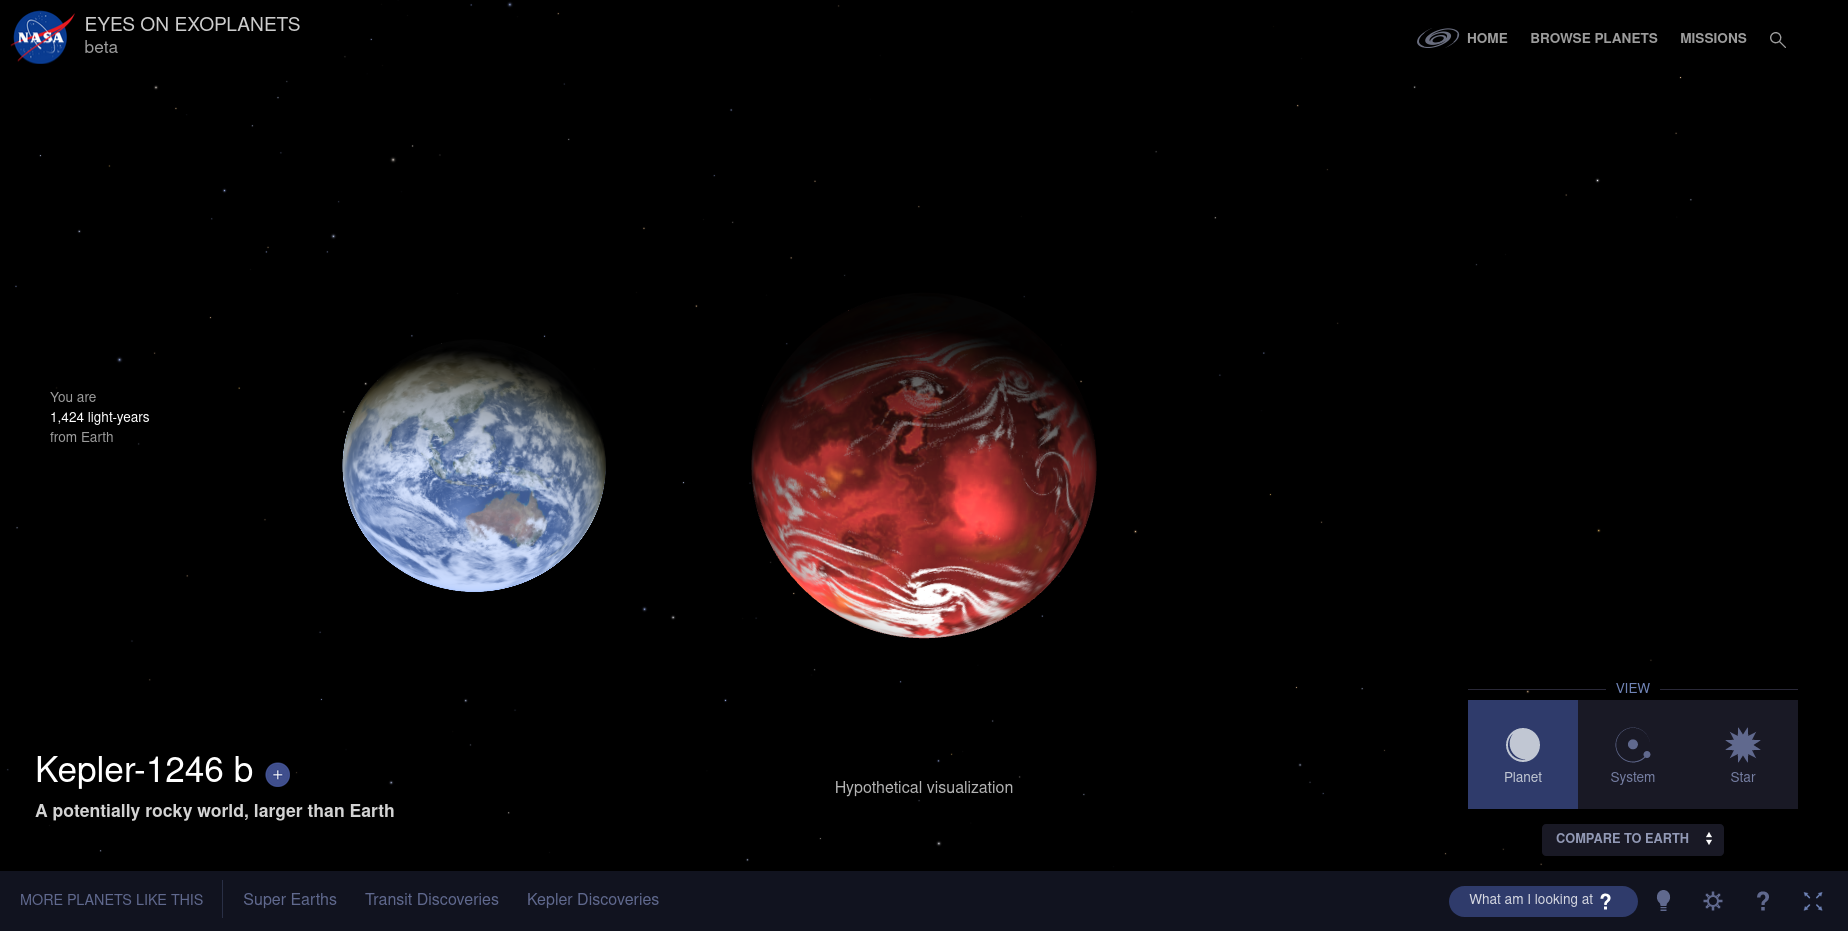 NASA
EYES ON EXOPLANETS
beta
HOME
BROWSE PLANETS
MISSIONS
You are
1,424 light-years
from Earth
VIEW
Planet
System
Star
COMPARE TO EARTH
Kepler-1246 b +
A potentially rocky world, larger than Earth
Hypothetical visualization
MORE PLANETS LIKE THIS
Super Earths
Transit Discoveries
Kepler Discoveries
What am I looking at ?
?